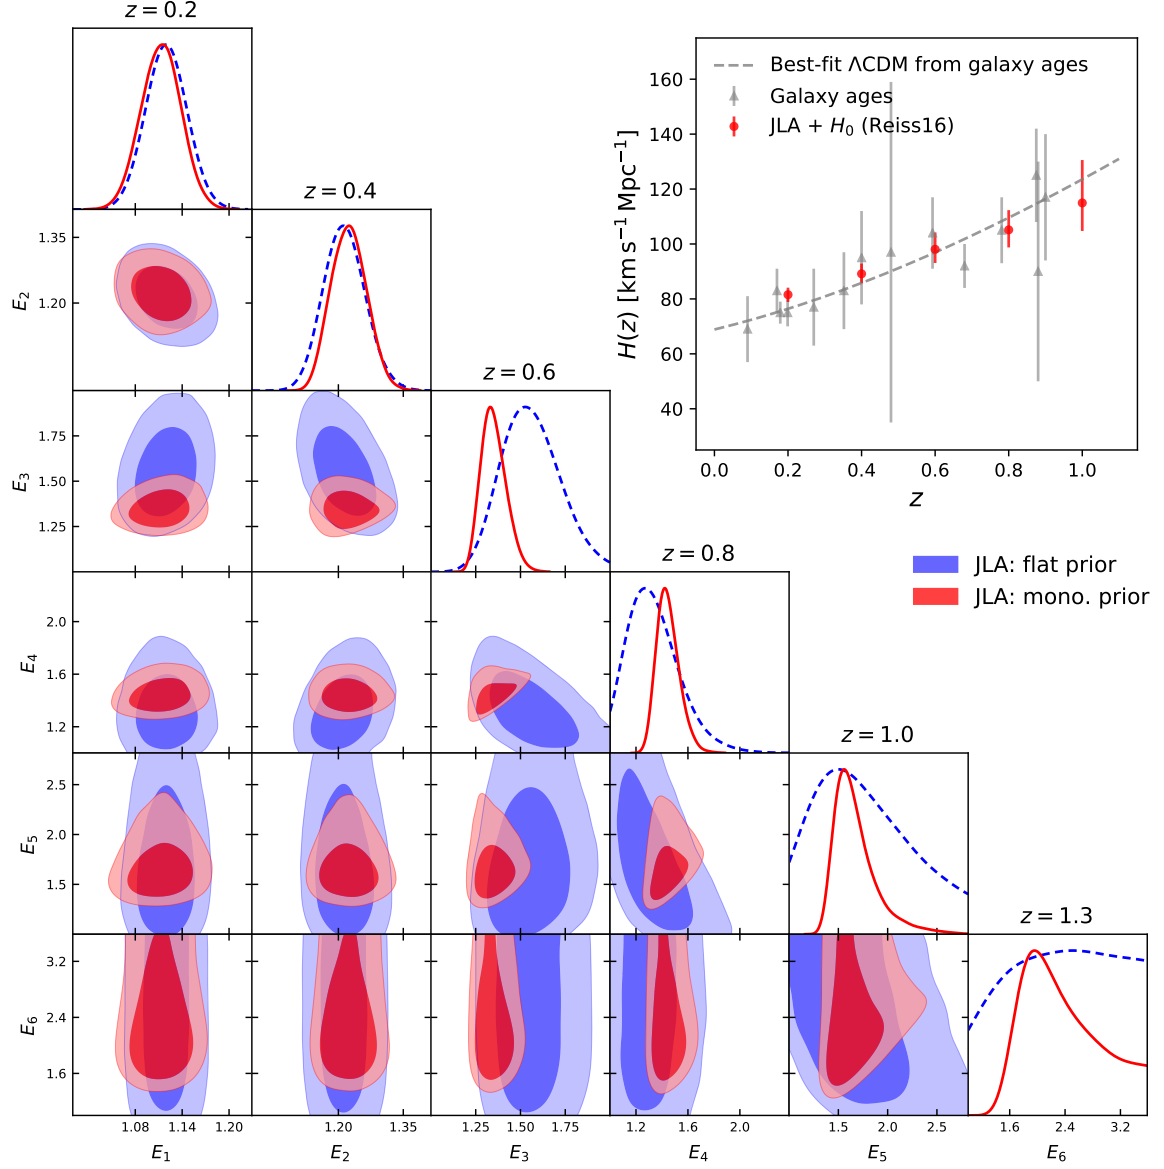 z = 0.2
z = 0.4
z = 0.6
z = 0.8
z = 1.0
z = 1.3
160
140
120
100
80
60
40
H(z) [km s⁻¹ Mpc⁻¹]
Best-fit ΛCDM from galaxy ages
Galaxy ages
JLA + H₀ (Reiss16)
0.0 0.2 0.4 0.6 0.8 1.0
z
JLA: flat prior
JLA: mono. prior
E₂
1.35
1.20
E₃
1.75
1.50
1.25
E₄
2.0
1.6
1.2
E₅
2.5
2.0
1.5
E₆
3.2
2.4
1.6
1.08 1.14 1.20 1.20 1.35 1.25 1.50 1.75 1.2 1.6 2.0 1.5 2.0 2.5 1.6 2.4 3.2
E₁ E₂ E₃ E₄ E₅ E₆